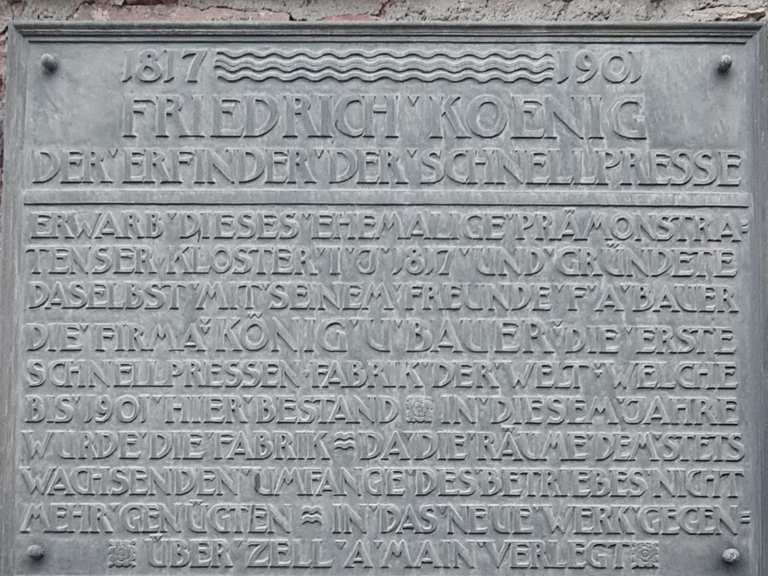 1817 1901
FRIEDRICH KOENIG
DER ERFINDER DER SCHNELLPRESSE
ERWARB DIESES EHEMALIGE PRÄMONSTRA-
TENSER KLOSTER I J 1817 UND GRÜNDETE
DASELBST MIT SEINEM FREUNDE F A BAUER
DIE FIRMA KÖNIG U BAUER DIE ERSTE
SCHNELLPRESSEN-FABRIK DER WELT WELCHE
BIS 1901 HIER BESTAND IN DIESEM JAHRE
WURDE DIE FABRIK DA DIE RÄUME DEM STETS
WACHSENDEN UMFANGE DES BETRIEBES NICHT
MEHR GENÜGTEN IN DAS NEUE WERK GEGEN=
ÜBER ZELL A MAIN VERLEGT